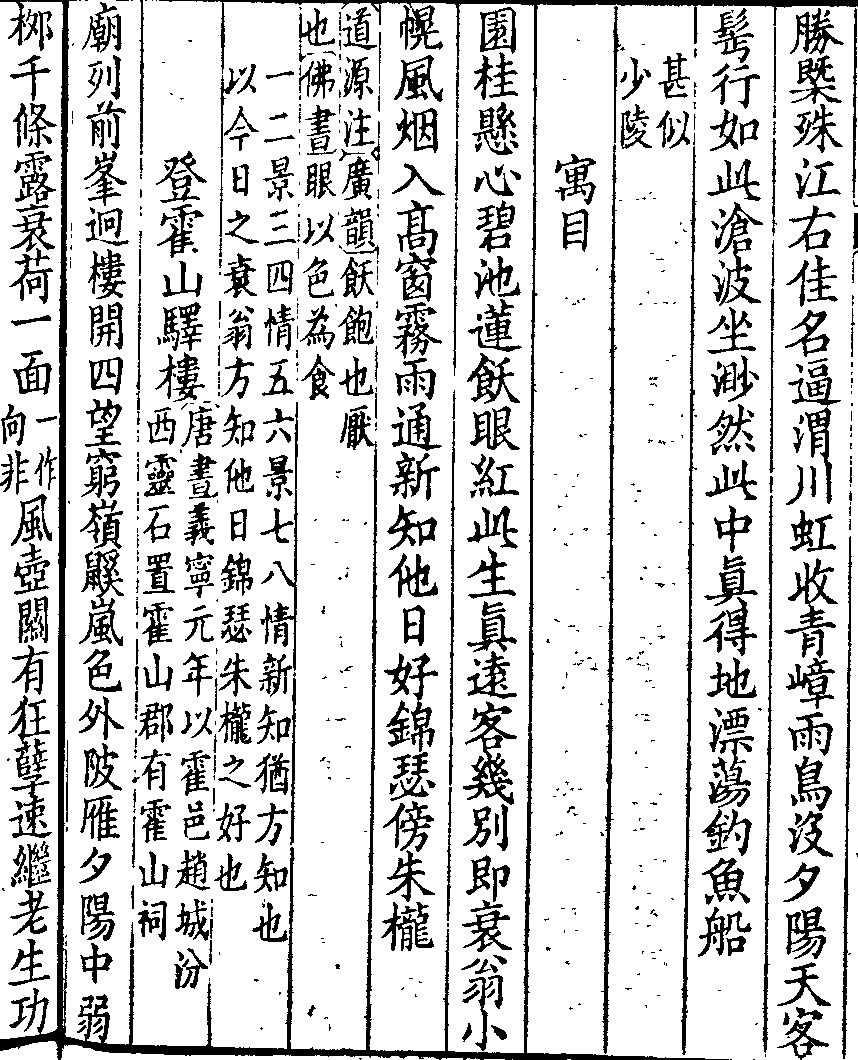 勝槩殊江右佳名逼渭川虹收青嶂雨鳥沒夕陽天客
髩行如此滄波坐渺然此中眞得地漂蕩釣魚船
甚似
少陵
寓目
園桂懸心碧池蓮飫眼紅此生眞遠客幾別即衰翁小
幌風烟入髙窗霧雨通新知他日好錦瑟傍朱櫳
道源注廣韻飫飽也厭
也佛書眼以色為食
一二景三四情五六景七八情新知猶方知也
以今日之衰翁方知他日錦瑟朱櫳之好也
登霍山驛樓
唐書義寧元年以霍邑趙城汾
西靈石置霍山郡有霍山祠
廟列前峯迥樓開四望窮嶺鼷嵐色外陂雁夕陽中弱
桞千條露衰荷一面
一作
向非
風壺關有狂孽速繼老生功